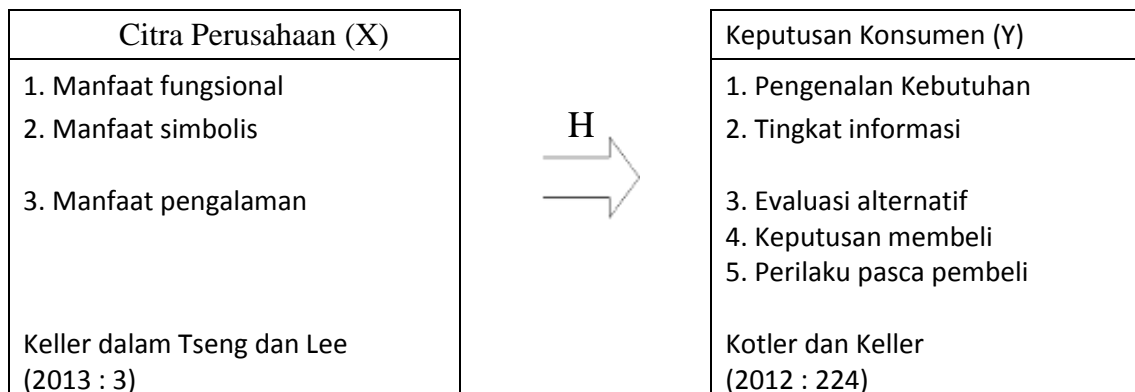 Citra Perusahaan (X)
1. Manfaat fungsional
2. Manfaat simbolis
3. Manfaat pengalaman
Keller dalam Tseng dan Lee
(2013 : 3)
H
Keputusan Konsumen (Y)
1. Pengenalan Kebutuhan
2. Tingkat informasi
3. Evaluasi alternatif
4. Keputusan membeli
5. Perilaku pasca pembeli
Kotler dan Keller
(2012 : 224)